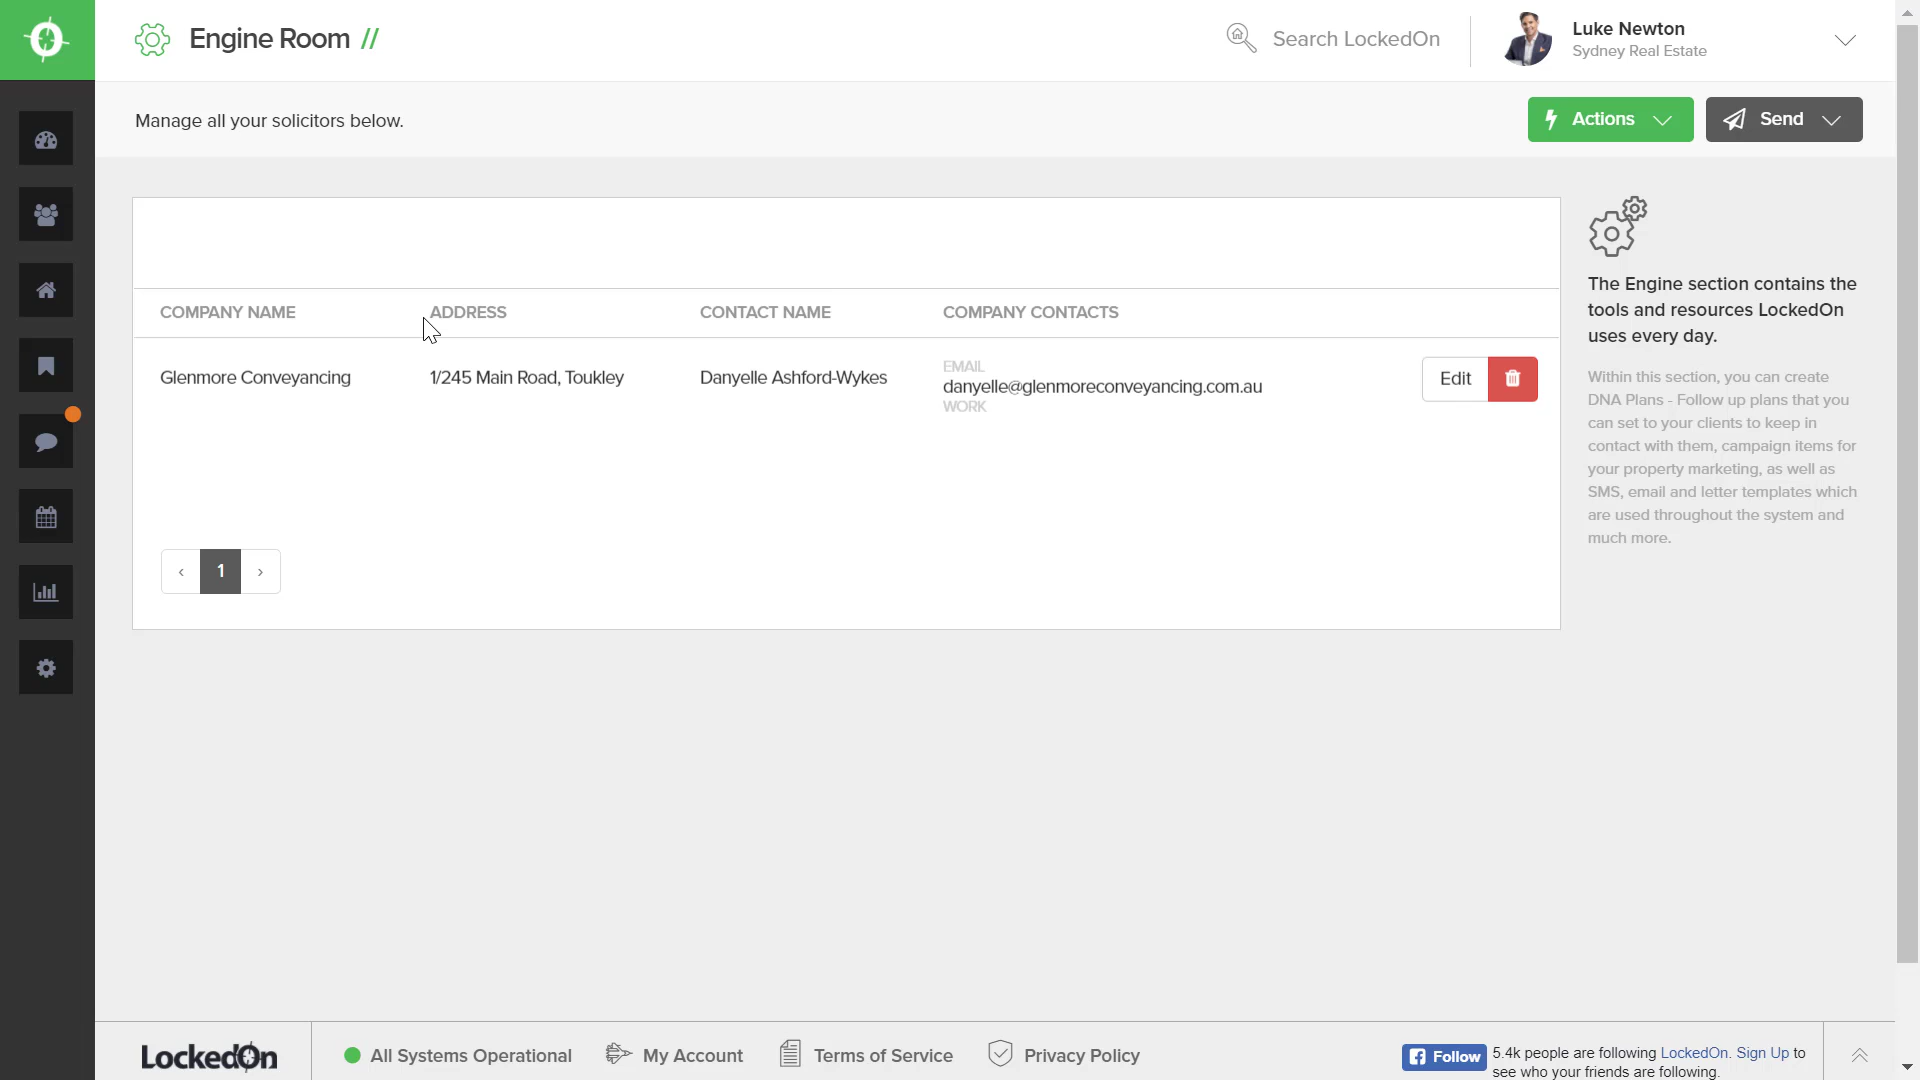 Engine Room //
Search LockedOn
Luke Newton
Sydney Real Estate
Manage all your solicitors below.
Actions
Send
COMPANY NAME ADDRESS CONTACT NAME COMPANY CONTACTS
Glenmore Conveyancing 1/245 Main Road, Toukley Danyelle Ashford-Wykes
EMAIL
danyelle@glenmoreconveyancing.com.au
WORK
Edit
‹ 1 ›
The Engine section contains the
tools and resources LockedOn
uses every day.
Within this section, you can create
DNA Plans - Follow up plans that you
can set to your clients to keep in
contact with them, campaign items for
your property marketing, as well as
SMS, email and letter templates which
are used throughout the system and
much more.
LockedOn
All Systems Operational
My Account
Terms of Service
Privacy Policy
Follow
5.4k people are following LockedOn. Sign Up to
see who your friends are following.